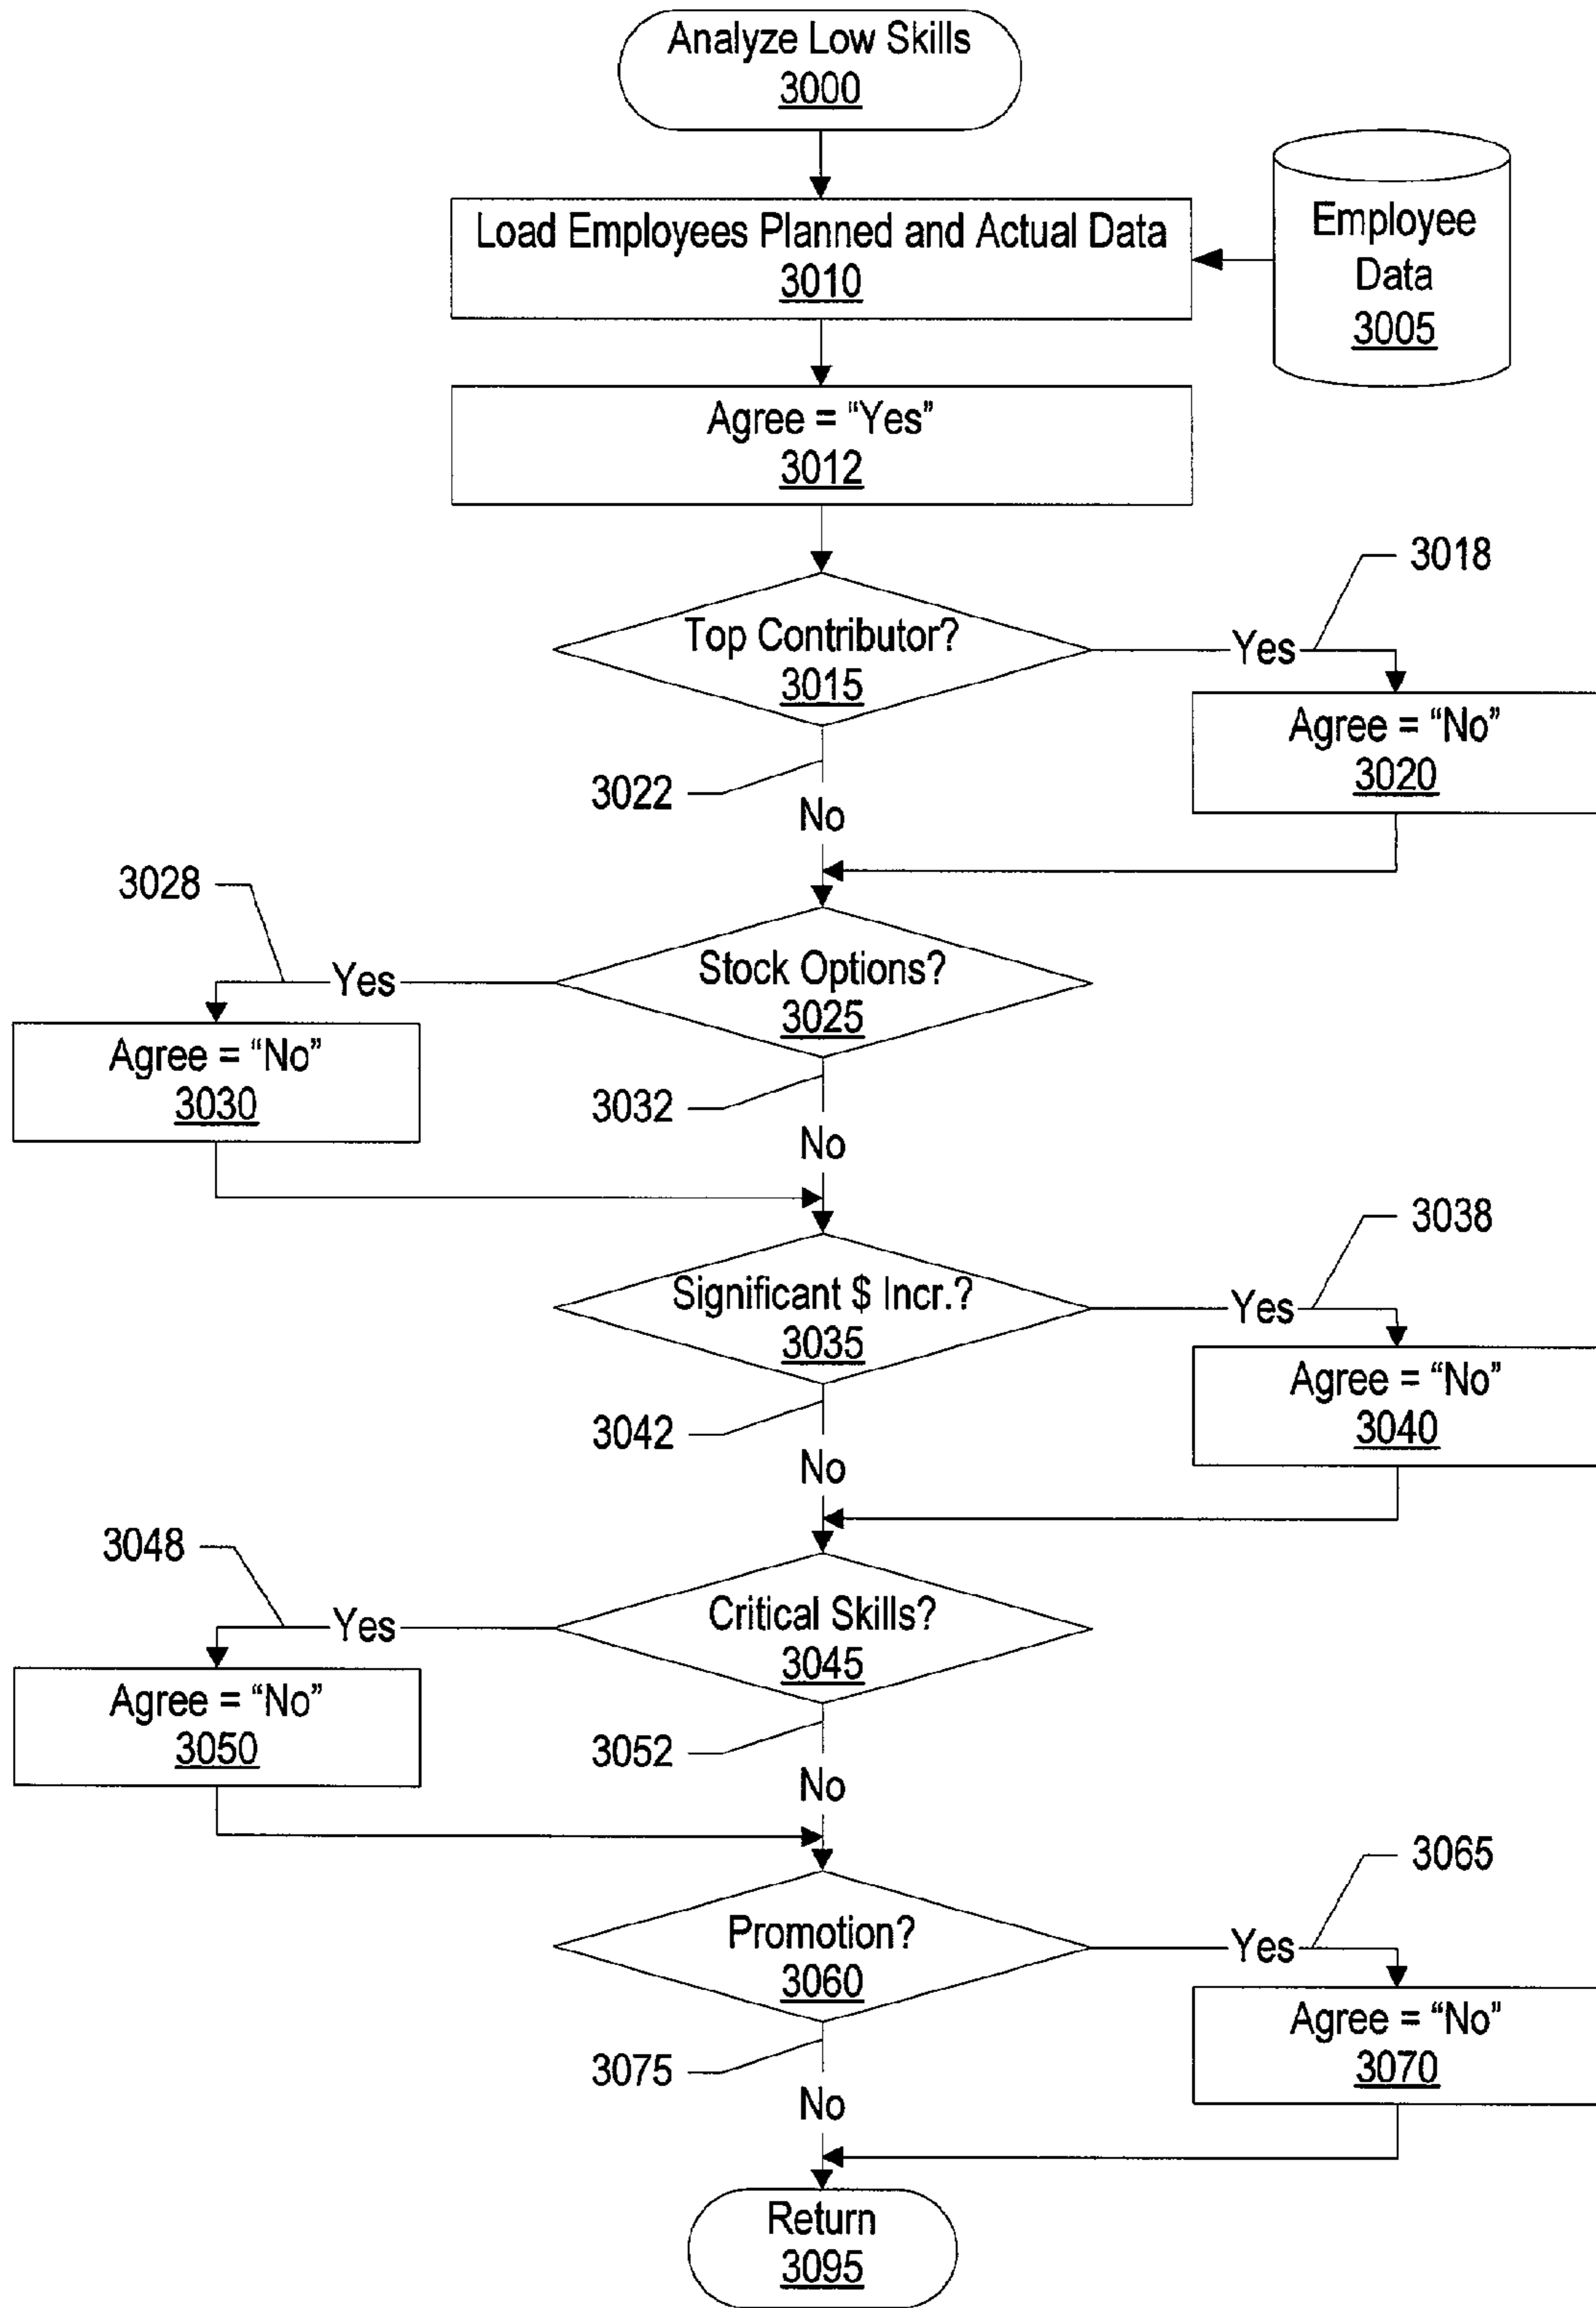 Analyze Low Skills
3000
Load Employees Planned and Actual Data
3010
Employee
Data
3005
Agree = “Yes”
3012
3018
Top Contributor?
3015
Yes
Agree = “No”
3020
3022
No
3028
Stock Options?
3025
Yes
Agree = “No”
3030
3032
No
3038
Significant $ Incr.?
3035
Yes
Agree = “No”
3040
3042
No
3048
Critical Skills?
3045
Yes
Agree = “No”
3050
3052
No
3065
Promotion?
3060
Yes
Agree = “No”
3070
3075
No
Return
3095